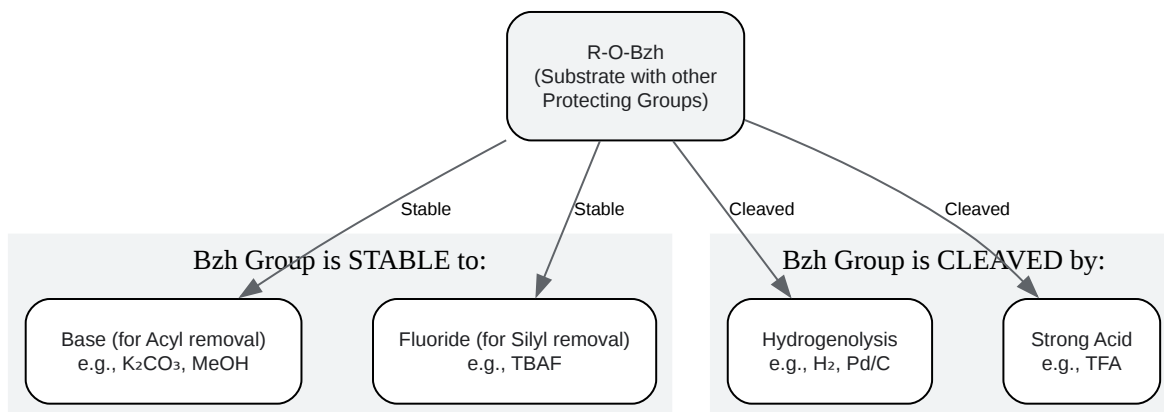 R-O-Bzh
(Substrate with other
Protecting Groups)
Stable
Stable
Cleaved
Cleaved
Bzh Group is STABLE to:
Bzh Group is CLEAVED by:
Base (for Acyl removal)
e.g., K₂CO₃, MeOH
Fluoride (for Silyl removal)
e.g., TBAF
Hydrogenolysis
e.g., H₂, Pd/C
Strong Acid
e.g., TFA